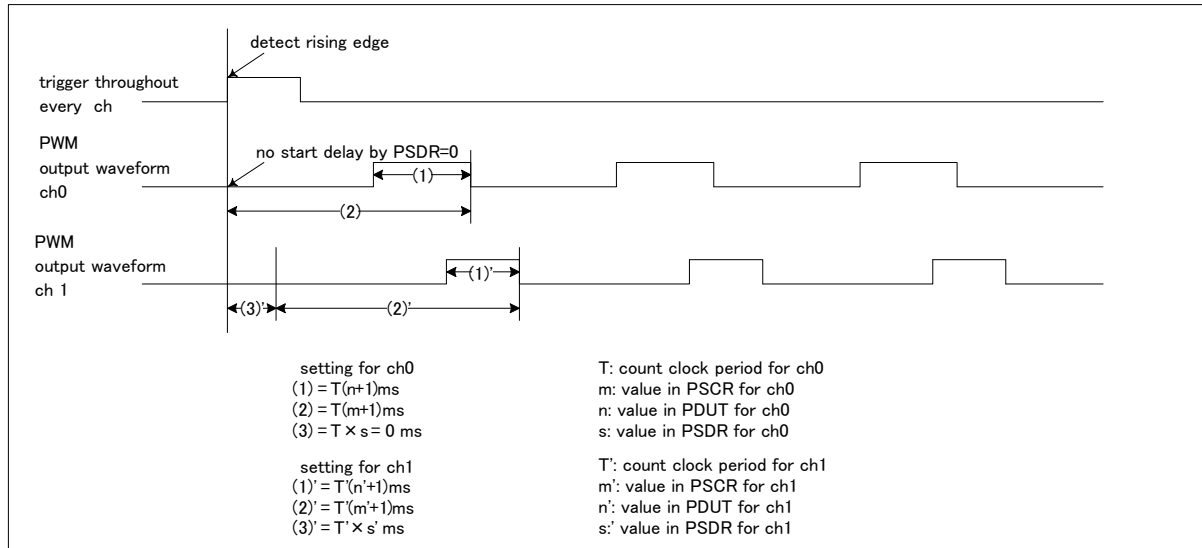 detect rising edge
trigger throughout
every ch
PWM
output waveform
ch0
no start delay by PSDR=0
(1)
(2)
PWM
output waveform
ch 1
(1)'
(3)'
(2)'
setting for ch0
(1) = T(n+1)ms
(2) = T(m+1)ms
(3) = T × s = 0 ms
T: count clock period for ch0
m: value in PSCR for ch0
n: value in PDUT for ch0
s: value in PSDR for ch0
setting for ch1
(1)' = T'(n'+1)ms
(2)' = T'(m'+1)ms
(3)' = T' × s' ms
T': count clock period for ch1
m': value in PSCR for ch1
n': value in PDUT for ch1
s:' value in PSDR for ch1